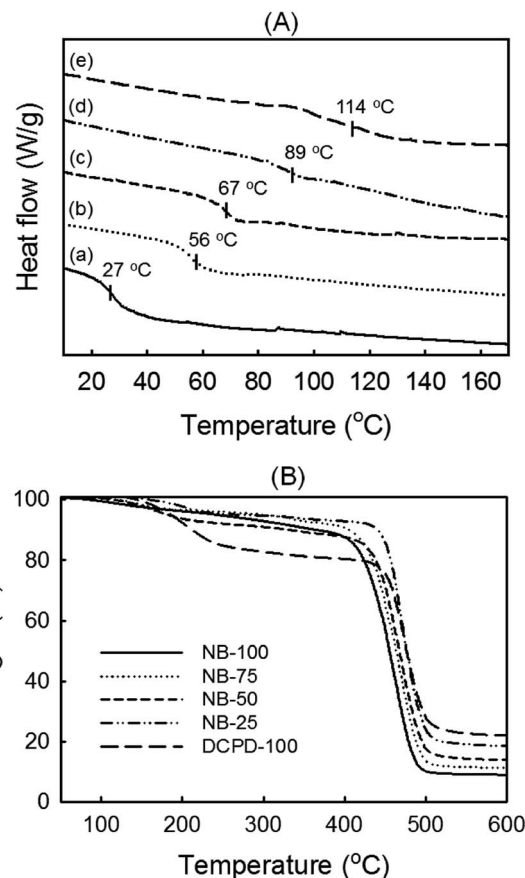 (A)
Heat flow (W/g)
(e)
114 °C
(d)
89 °C
(c)
67 °C
(b)
56 °C
(a)
27 °C
20 40 60 80 100 120 140 160
Temperature (°C)
(B)
100
80
60
40
20
0
NB-100
NB-75
NB-50
NB-25
DCPD-100
100 200 300 400 500 600
Temperature (°C)